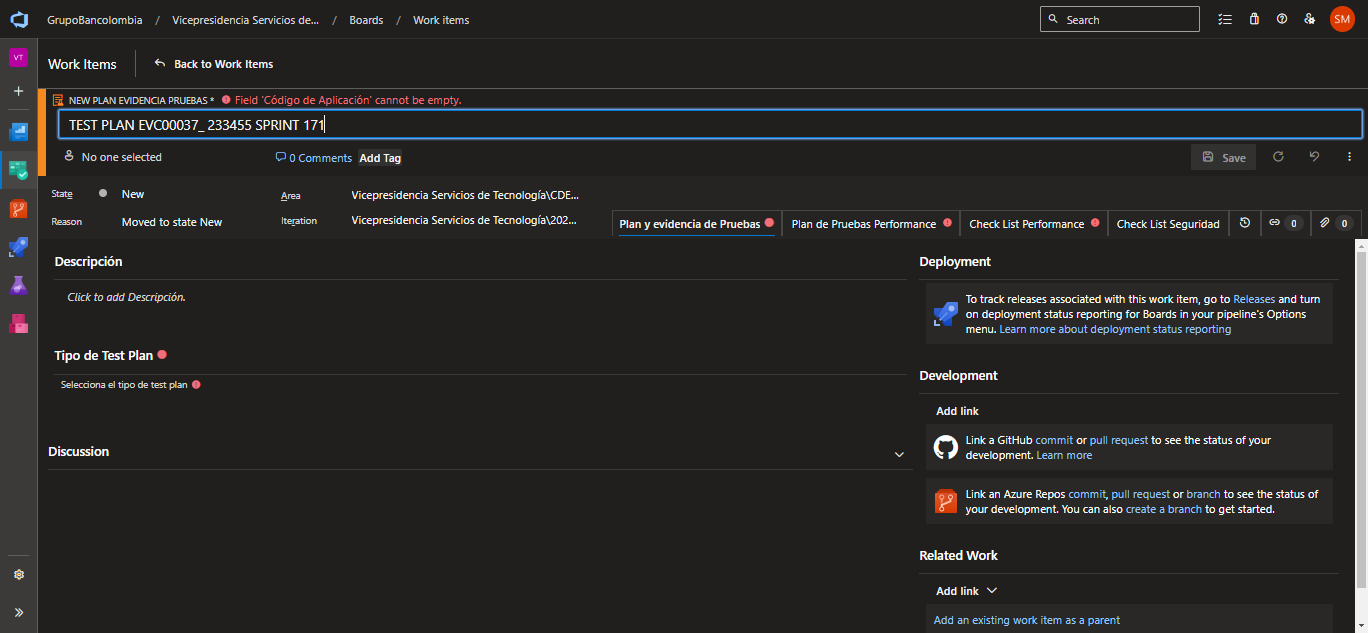 GrupoBancolombia / Vicepresidencia Servicios de... / Boards / Work items
Search
SM
VT
Work Items
Back to Work Items
NEW PLAN EVIDENCIA PRUEBAS * Field 'Código de Aplicación' cannot be empty.
TEST PLAN EVC00037_ 233455 SPRINT 171
No one selected
0 Comments
Add Tag
Save
State
New
Area
Vicepresidencia Servicios de Tecnología\CDE...
Reason
Moved to state New
Iteration
Vicepresidencia Servicios de Tecnología\202...
Plan y evidencia de Pruebas
Plan de Pruebas Performance
Check List Performance
Check List Seguridad
0
0
Descripción
Click to add Descripción.
Tipo de Test Plan
Selecciona el tipo de test plan
Discussion
Deployment
To track releases associated with this work item, go to Releases and turn
on deployment status reporting for Boards in your pipeline's Options
menu. Learn more about deployment status reporting
Development
Add link
Link a GitHub commit or pull request to see the status of your
development. Learn more
Link an Azure Repos commit, pull request or branch to see the status of
your development. You can also create a branch to get started.
Related Work
Add link
Add an existing work item as a parent